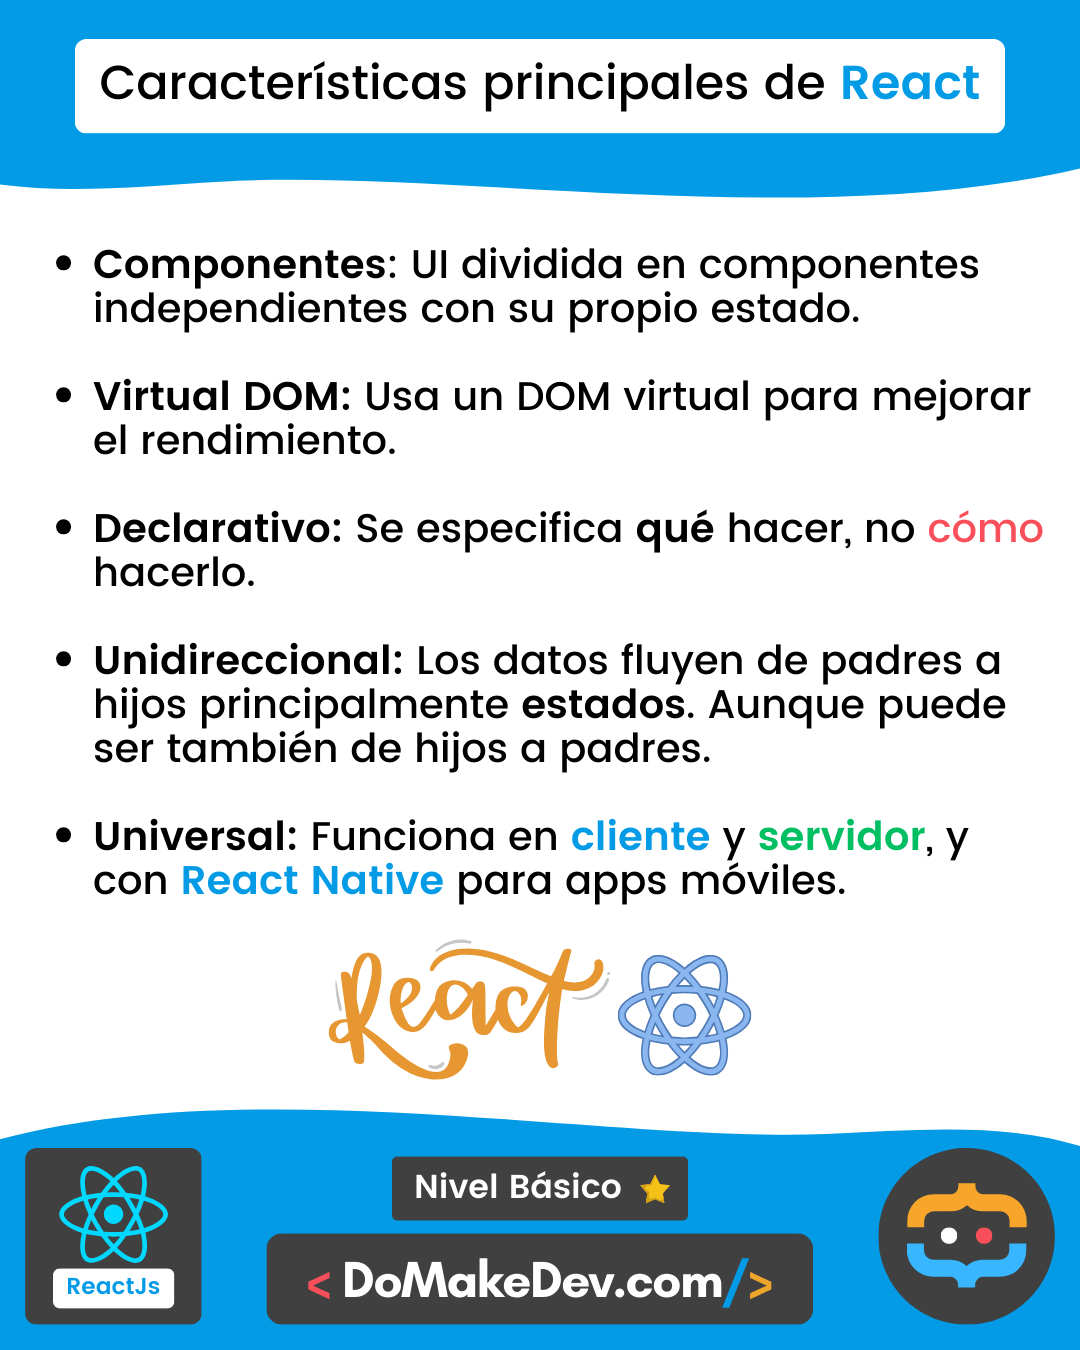 Características principales de React
• Componentes: UI dividida en componentes
independientes con su propio estado.
• Virtual DOM: Usa un DOM virtual para mejorar
el rendimiento.
• Declarativo: Se especifica qué hacer, no cómo
hacerlo.
• Unidireccional: Los datos fluyen de padres a
hijos principalmente estados. Aunque puede
ser también de hijos a padres.
• Universal: Funciona en cliente y servidor, y
con React Native para apps móviles.
React
Nivel Básico
ReactJs
< DoMakeDev.com/>